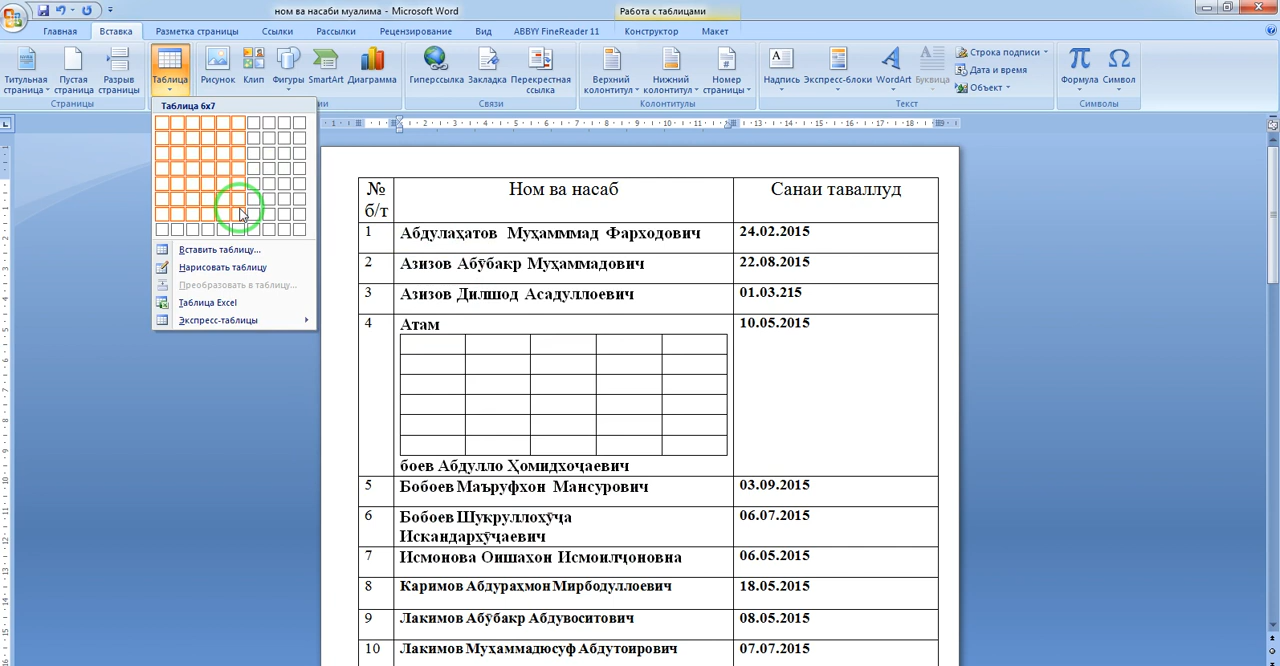 ном ва насаби муалима - Microsoft Word
Работа с таблицами
Главная Вставка Разметка страницы Ссылки Рассылки Рецензирование Вид ABBYY FineReader 11 Конструктор Макет
Титульная страница
Пустая страница
Разрыв страницы
Таблица
Рисунок
Клип
Фигуры
SmartArt
Диаграмма
Гиперссылка
Закладка
Перекрестная ссылка
Верхний колонтитул
Нижний колонтитул
Номер страницы
Надпись
Экспресс-блоки
WordArt
Буквица
Строка подписи
Дата и время
Объект
Формула
Символ
Страницы
Связи
Колонтитулы
Текст
Символы
Таблица 6x7
Вставить таблицу...
Нарисовать таблицу
Преобразовать в таблицу...
Таблица Excel
Экспресс-таблицы
№ б/т Ном ва насаб Санаи таваллуд
1 Абдулаҳатов Муҳамммад Фарходович 24.02.2015
2 Азизов Абӯбакр Муҳаммадович 22.08.2015
3 Азизов Дилшод Асадуллоевич 01.03.215
4 Атам 10.05.2015
боев Абдулло Ҳомидхоҷаевич
5 Бобоев Маъруфхон Мансурович 03.09.2015
6 Бобоев Шукруллохӯҷа 06.07.2015
Искандархӯҷаевич
7 Исмонова Оишахон Исмоилҷоновна 06.05.2015
8 Каримов Абдураҳмон Мирбодуллоевич 18.05.2015
9 Лакимов Абӯбакр Абдувоситович 08.05.2015
10 Лакимов Муҳаммадюсуф Абдутоирович 07.07.2015